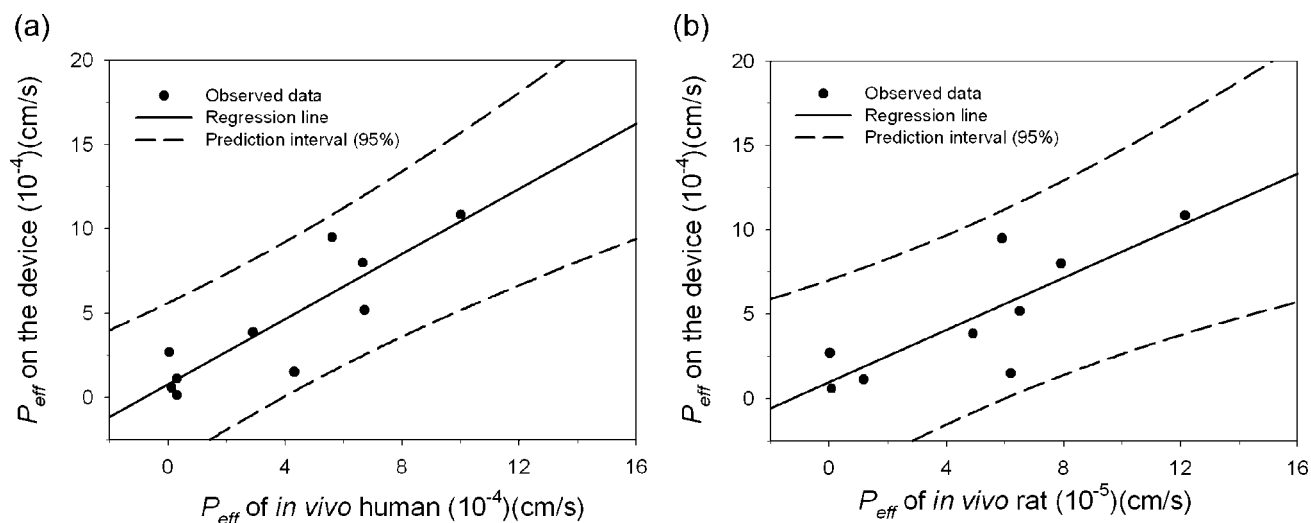 (a)
20
15
10
5
0
P_eff on the device (10^-4)(cm/s)
Observed data
Regression line
Prediction interval (95%)
0 4 8 12 16
P_eff of in vivo human (10^-4)(cm/s)
(b)
20
15
10
5
0
P_eff on the device (10^-4)(cm/s)
Observed data
Regression line
Prediction interval (95%)
0 4 8 12 16
P_eff of in vivo rat (10^-5)(cm/s)